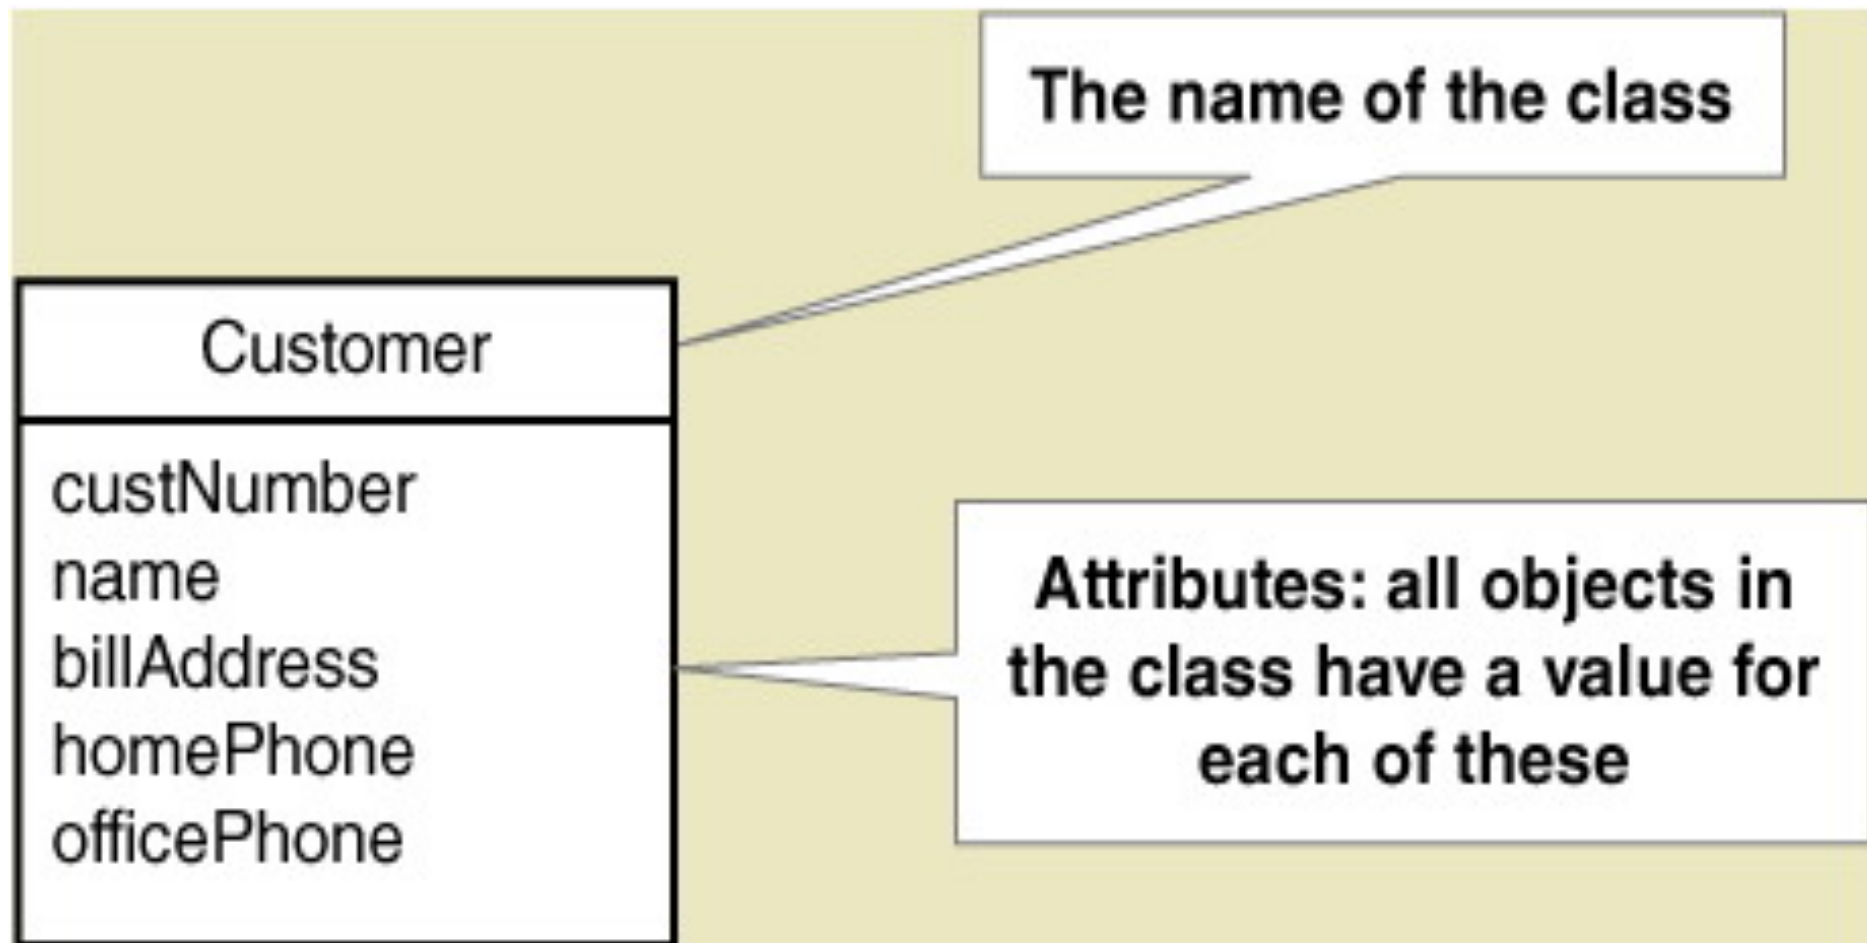 The name of the class
Customer
custNumber
name
billAddress
homePhone
officePhone
Attributes: all objects in
the class have a value for
each of these